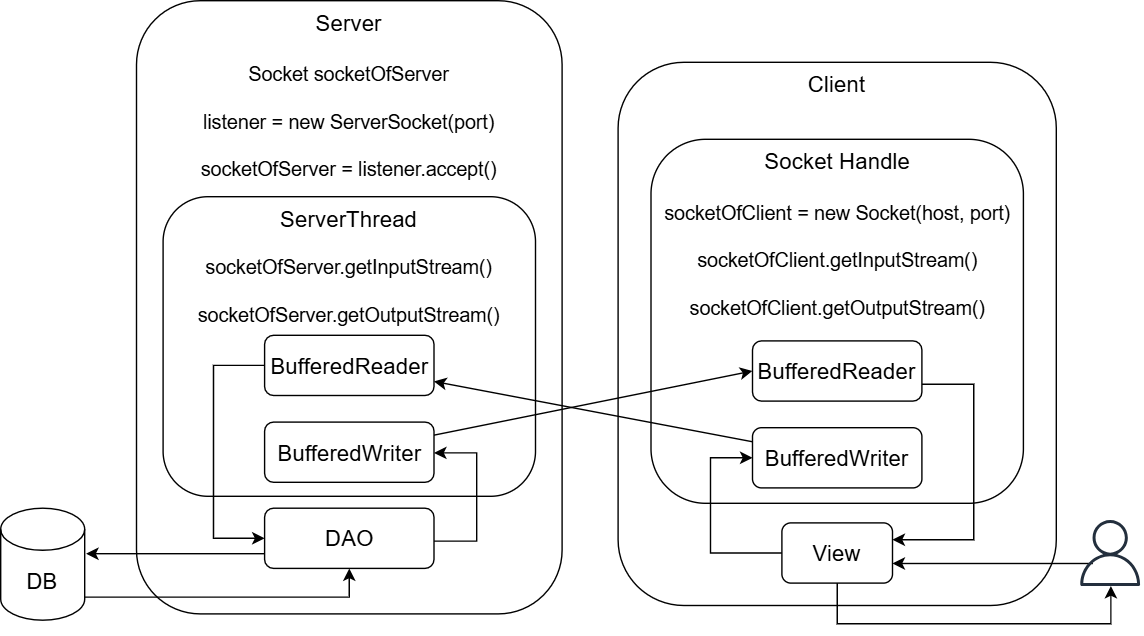 Server
Socket socketOfServer
listener = new ServerSocket(port)
socketOfServer = listener.accept()
ServerThread
socketOfServer.getInputStream()
socketOfServer.getOutputStream()
BufferedReader
BufferedWriter
DAO
DB
Client
Socket Handle
socketOfClient = new Socket(host, port)
socketOfClient.getInputStream()
socketOfClient.getOutputStream()
BufferedReader
BufferedWriter
View